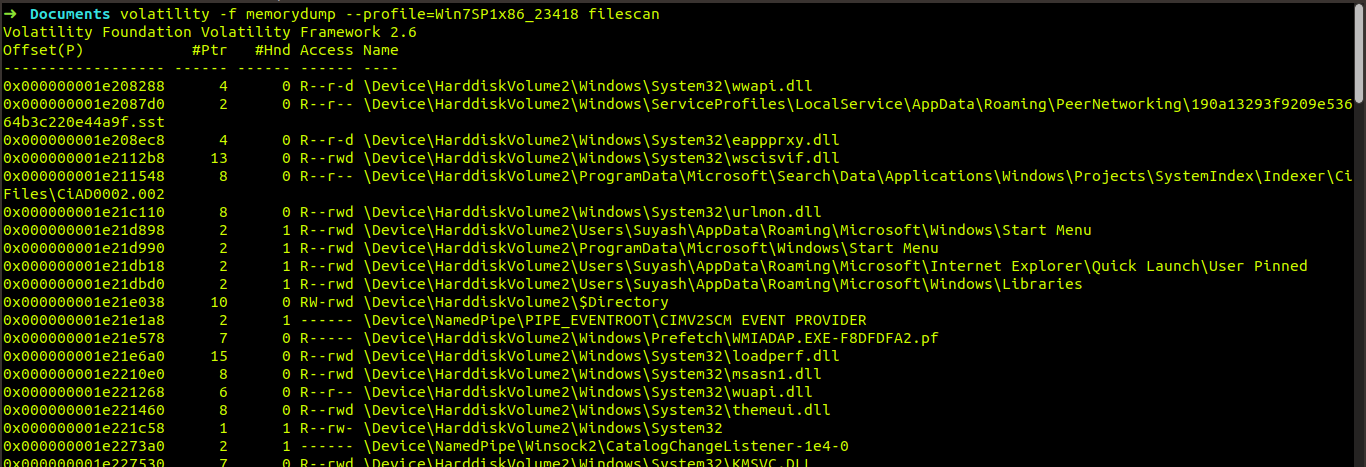 ➜  Documents volatility -f memorydump --profile=Win7SP1x86_23418 filescan
Volatility Foundation Volatility Framework 2.6
Offset(P)            #Ptr   #Hnd Access Name
------------------ ------ ------ ------ ----
0x000000001e208288      4      0 R--r-d \Device\HarddiskVolume2\Windows\System32\wwapi.dll
0x000000001e2087d0      2      0 R--r-- \Device\HarddiskVolume2\Windows\ServiceProfiles\LocalService\AppData\Roaming\PeerNetworking\190a13293f9209e536
64b3c220e44a9f.sst
0x000000001e208ec8      4      0 R--r-d \Device\HarddiskVolume2\Windows\System32\eappprxy.dll
0x000000001e2112b8     13      0 R--rwd \Device\HarddiskVolume2\Windows\System32\wscisvif.dll
0x000000001e211548      8      0 R--r-- \Device\HarddiskVolume2\ProgramData\Microsoft\Search\Data\Applications\Windows\Projects\SystemIndex\Indexer\Ci
Files\CiAD0002.002
0x000000001e21c110      8      0 R--rwd \Device\HarddiskVolume2\Windows\System32\urlmon.dll
0x000000001e21d898      2      1 R--rwd \Device\HarddiskVolume2\Users\Suyash\AppData\Roaming\Microsoft\Windows\Start Menu
0x000000001e21d990      2      1 R--rwd \Device\HarddiskVolume2\ProgramData\Microsoft\Windows\Start Menu
0x000000001e21db18      2      1 R--rwd \Device\HarddiskVolume2\Users\Suyash\AppData\Roaming\Microsoft\Internet Explorer\Quick Launch\User Pinned
0x000000001e21dbd0      2      1 R--rwd \Device\HarddiskVolume2\Users\Suyash\AppData\Roaming\Microsoft\Windows\Libraries
0x000000001e21e038     10      0 RW-rwd \Device\HarddiskVolume2\$Directory
0x000000001e21e1a8      2      1 ------ \Device\NamedPipe\PIPE_EVENTROOT\CIMV2SCM EVENT PROVIDER
0x000000001e21e578      7      0 R----- \Device\HarddiskVolume2\Windows\Prefetch\WMIADAP.EXE-F8DFDFA2.pf
0x000000001e21e6a0     15      0 R--rwd \Device\HarddiskVolume2\Windows\System32\loadperf.dll
0x000000001e2210e0      8      0 R--rwd \Device\HarddiskVolume2\Windows\System32\msasn1.dll
0x000000001e221268      6      0 R--r-- \Device\HarddiskVolume2\Windows\System32\wuapi.dll
0x000000001e221460      8      0 R--rwd \Device\HarddiskVolume2\Windows\System32\themeui.dll
0x000000001e221c58      1      1 R--rw- \Device\HarddiskVolume2\Windows\System32
0x000000001e2273a0      2      1 ------ \Device\NamedPipe\Winsock2\CatalogChangeListener-1e4-0
0x000000001e227530      7      0 R--rwd \Device\HarddiskVolume2\Windows\System32\KMSVC.DLL